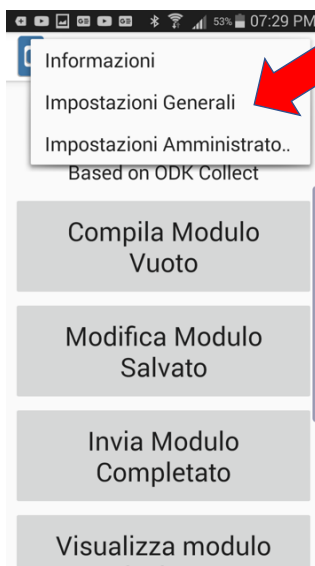 53% 07:29 PM
Informazioni
Impostazioni Generali
Impostazioni Amministrato..
Based on ODK Collect
Compila Modulo
Vuoto
Modifica Modulo
Salvato
Invia Modulo
Completato
Visualizza modulo